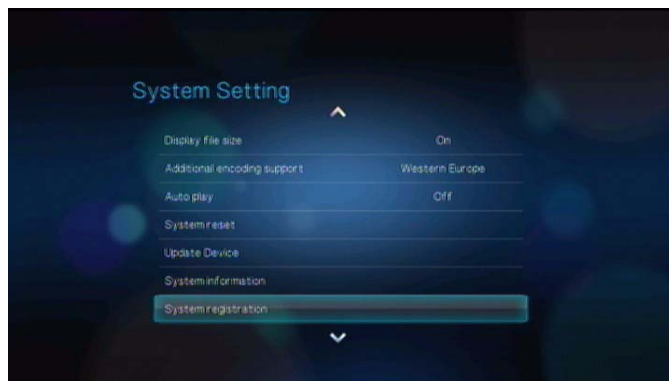 System Setting
Display file size On
Additional encoding support Western Europe
Auto play Off
System reset
Update Device
System information
System registration